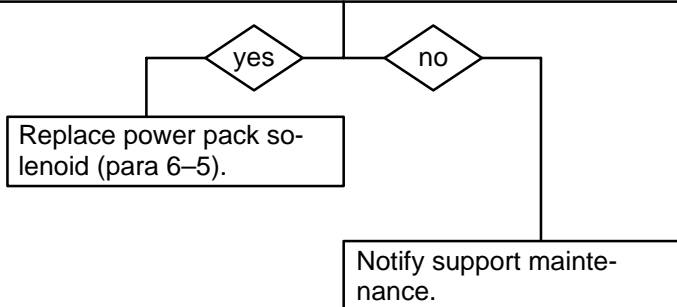 yes
no
Replace power pack so-
lenoid (para 6–5).
Notify support mainte-
nance.